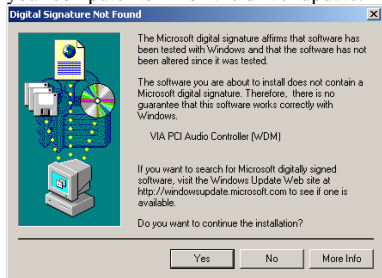 Digital Signature Not Found
The Microsoft digital signature affirms that software has
been tested with Windows and that the software has not
been altered since it was tested.
The software you are about to install does not contain a
Microsoft digital signature. Therefore, there is no
guarantee that this software works correctly with
Windows.
VIA PCI Audio Controller (WDM)
If you want to search for Microsoft digitally signed
software, visit the Windows Update Web site at
http://windowsupdate.microsoft.com to see if one is
available.
Do you want to continue the installation?
Yes No More Info